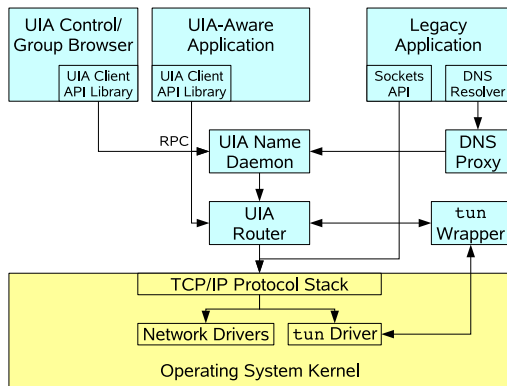 UIA Control/
Group Browser
UIA Client
API Library
UIA-Aware
Application
UIA Client
API Library
Legacy
Application
Sockets
API
DNS
Resolver
RPC
UIA Name
Daemon
DNS
Proxy
UIA
Router
tun
Wrapper
TCP/IP Protocol Stack
Network Drivers
tun Driver
Operating System Kernel